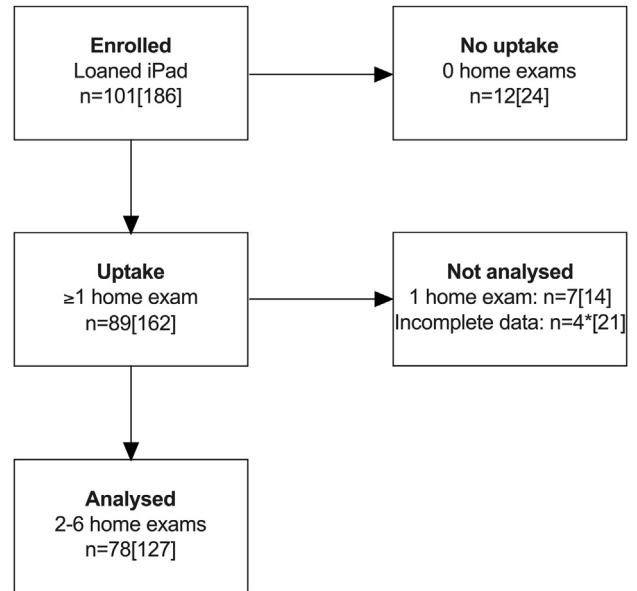 Enrolled
Loaned iPad
n=101[186]
No uptake
0 home exams
n=12[24]
Uptake
≥1 home exam
n=89[162]
Not analysed
1 home exam: n=7[14]
Incomplete data: n=4*[21]
Analysed
2-6 home exams
n=78[127]